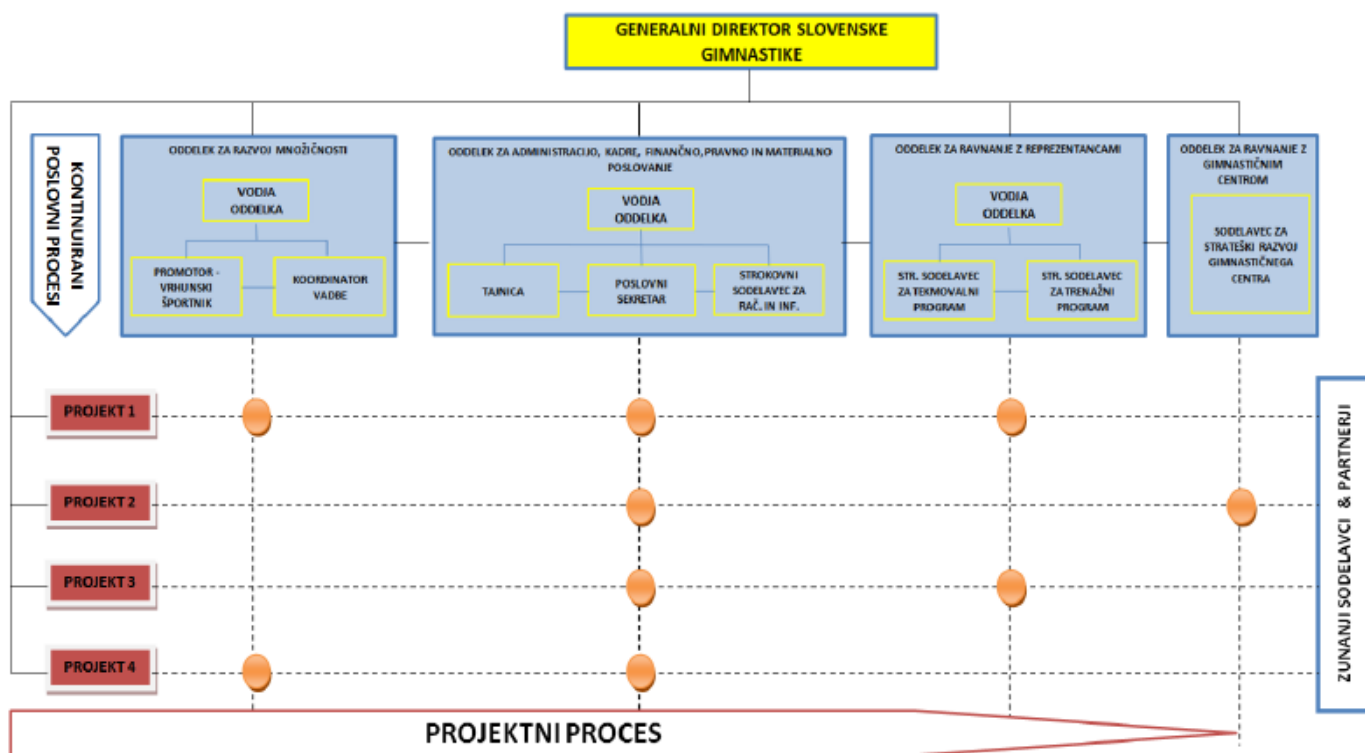 GENERALNI DIREKTOR SLOVENSKE
GIMNASTIKE
KONTINUIRANI
POSLOVNI PROCESI
ODDELEK ZA RAZVOJ MNOŽIČNOSTI
VODJA
ODDELKA
PROMOTOR -
VRHUNSKI
ŠPORTNIK
KOORDINATOR
VADBE
ODDELEK ZA ADMINISTRACIJO, KADRE, FINANČNO,PRAVNO IN MATERIALNO
POSLOVANJE
VODJA
ODDELKA
TAJNICA
POSLOVNI
SEKRETAR
STROKOVNI
SODELAVEC ZA
RAČ. IN INF.
ODDELEK ZA RAVNANJE Z REPREZENTANCAMI
VODJA
ODDELKA
STR. SODELAVEC
ZA TEKMOVALNI
PROGRAM
STR. SODELAVEC
ZA TRENAŽNI
PROGRAM
ODDELEK ZA RAVNANJE Z
GIMNASTIČNIM
CENTROM
SODELAVEC ZA
STRATEŠKI RAZVOJ
GIMNASTIČNEGA
CENTRA
PROJEKT 1
PROJEKT 2
PROJEKT 3
PROJEKT 4
ZUNANJI SODELAVCI & PARTNERJI
PROJEKTNI PROCES